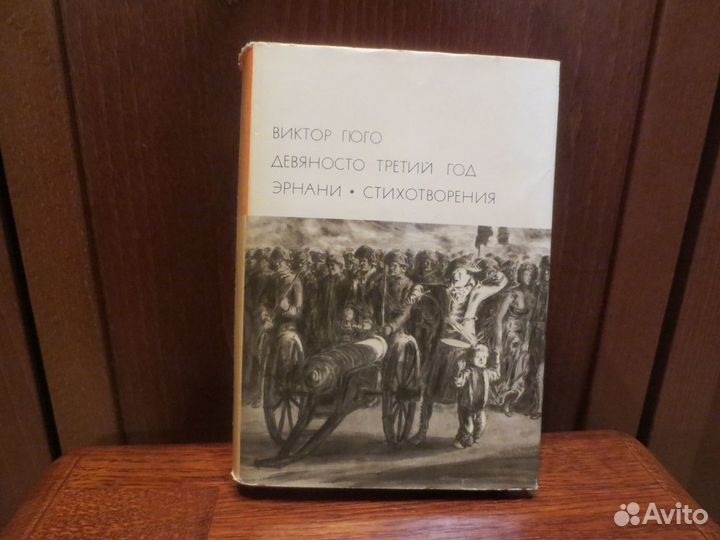 ВИКТОР ГЮГО
ДЕВЯНОСТО ТРЕТИЙ ГОД
ЭРНАНИ • СТИХОТВОРЕНИЯ
Avito